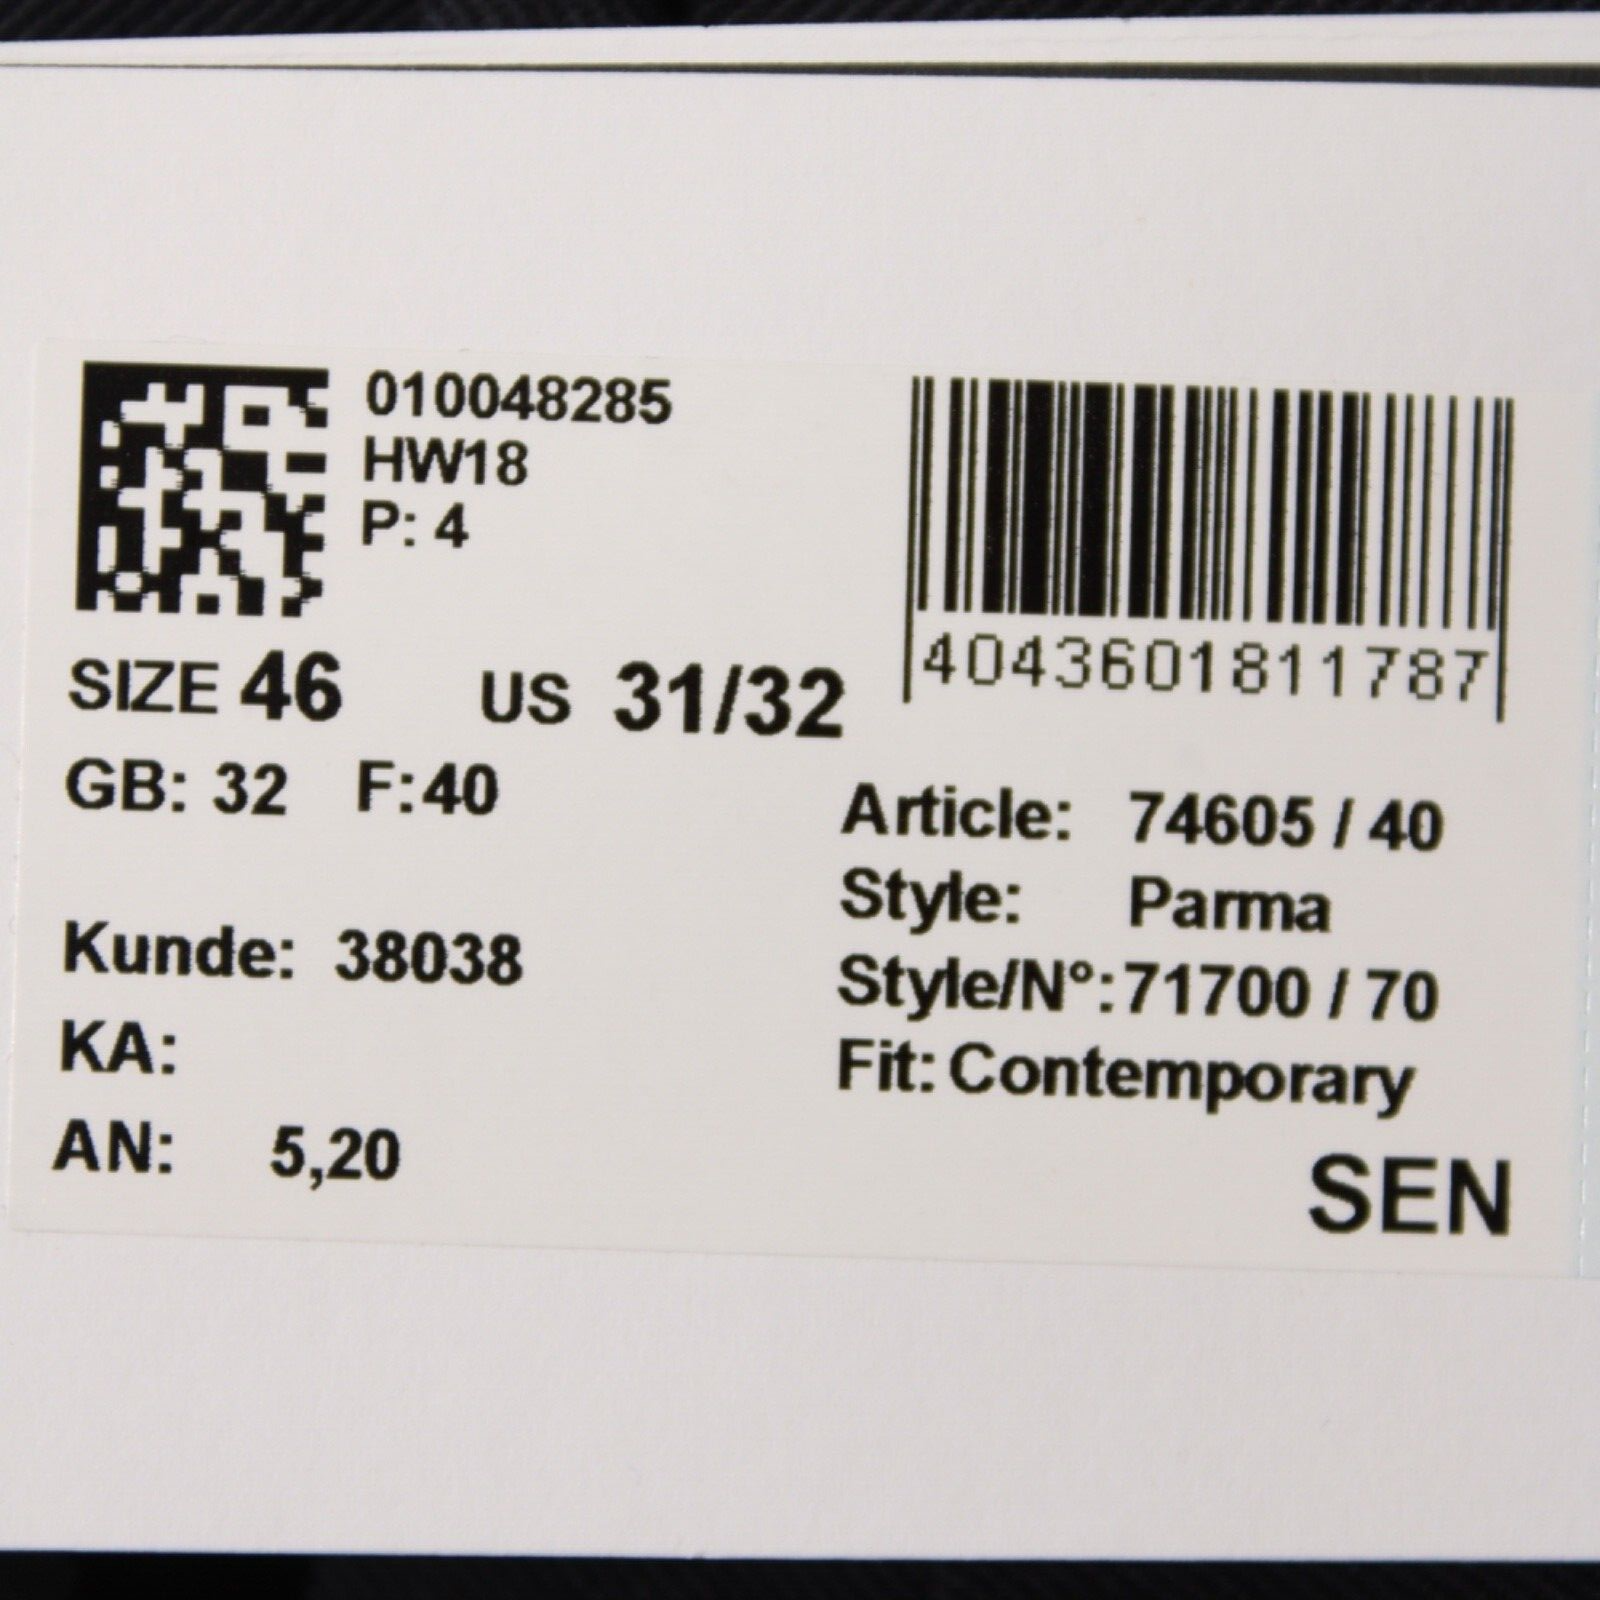 010048285
HW18
P: 4
4043601811787
SIZE 46 US 31/32
GB: 32 F:40
Article: 74605 / 40
Style: Parma
Kunde: 38038
Style/N°: 71700 / 70
KA:
Fit: Contemporary
AN: 5,20
SEN